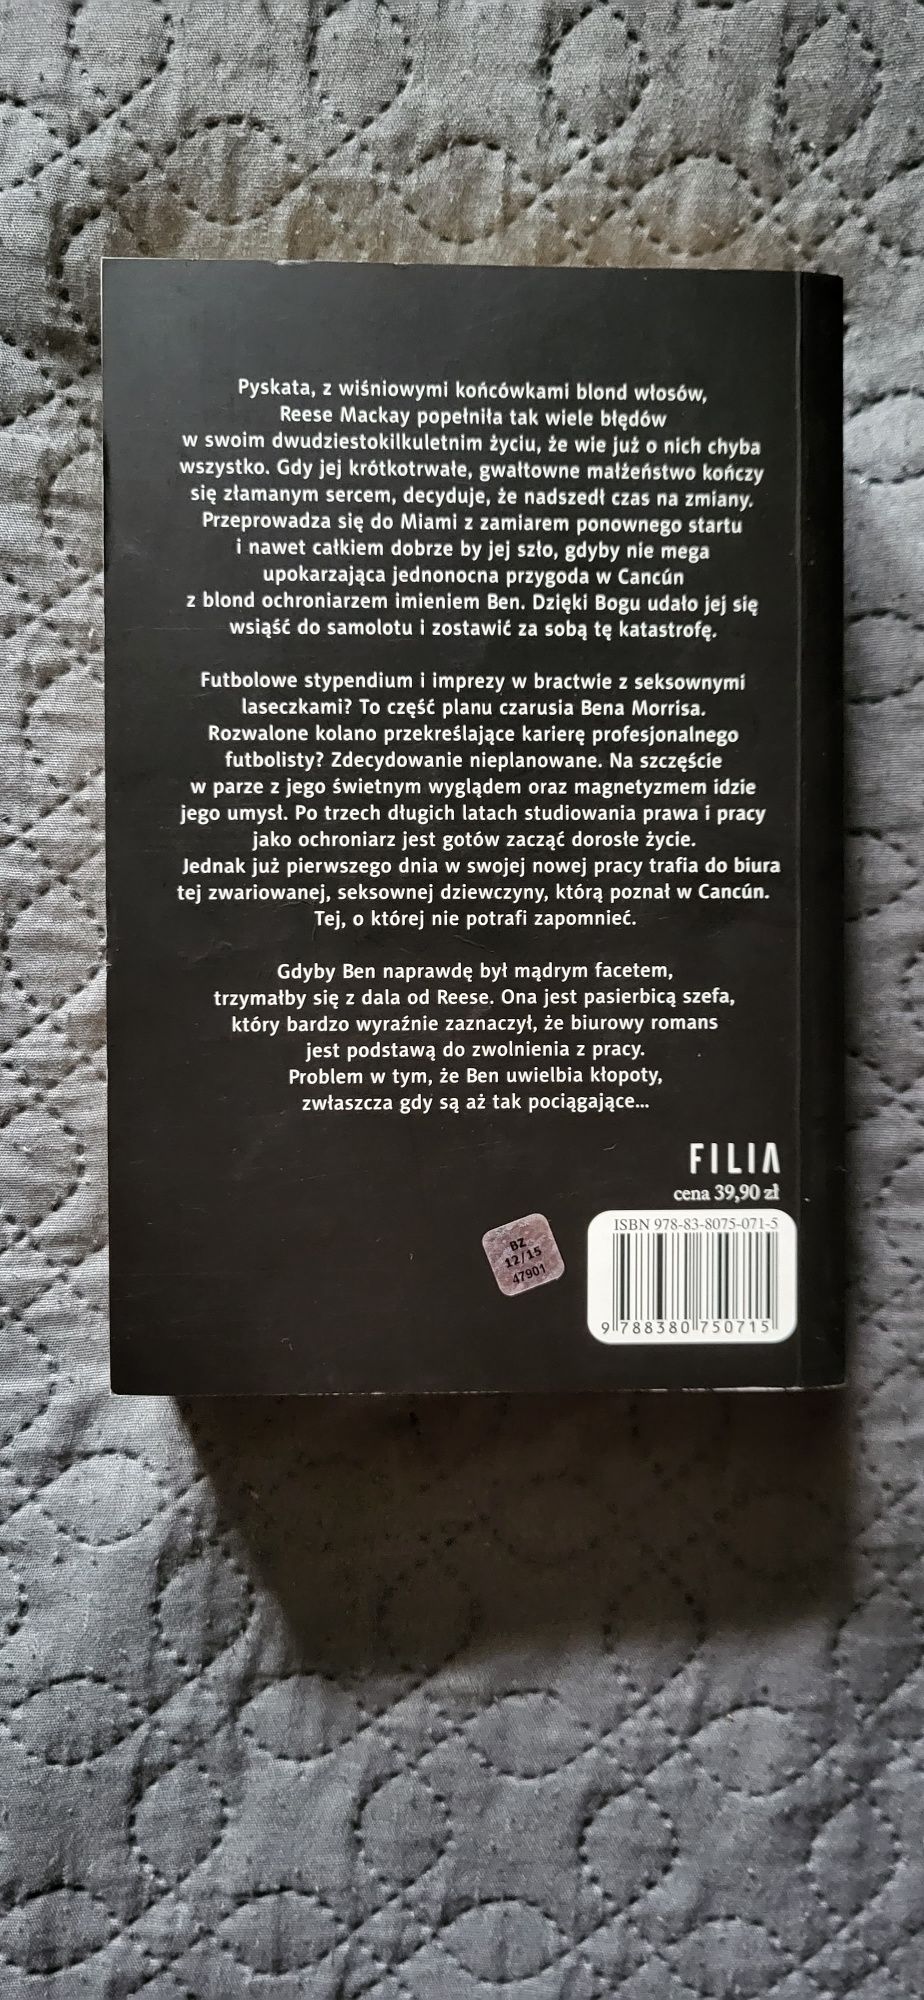 Pyskata, z wiśniowymi końcówkami blond włosów,
Reese Mackay popełniła tak wiele błędów
w swoim dwudziestokilkuletnim życiu, że wie już o nich chyba
wszystko. Gdy jej krótkotrwałe, gwałtowne małżeństwo kończy
się złamanym sercem, decyduje, że nadszedł czas na zmiany.
Przeprowadza się do Miami z zamiarem ponownego startu
i nawet całkiem dobrze by jej szło, gdyby nie mega
upokarzająca jednonocna przygoda w Cancún
z blond ochroniarzem imieniem Ben. Dzięki Bogu udało jej się
wsiąść do samolotu i zostawić za sobą tę katastrofę.
Futbolowe stypendium i imprezy w bractwie z seksownymi
laseczkami? To część planu czarusia Bena Morrisa.
Rozwalone kolano przekreślające karierę profesjonalnego
futbolisty? Zdecydowanie nieplanowane. Na szczęście
w parze z jego świetnym wyglądem oraz magnetyzmem idzie
jego umysł. Po trzech długich latach studiowania prawa i pracy
jako ochroniarz jest gotów zacząć dorosłe życie.
Jednak już pierwszego dnia w swojej nowej pracy trafia do biura
tej zwariowanej, seksownej dziewczyny, którą poznał w Cancún.
Tej, o której nie potrafi zapomnieć.
Gdyby Ben naprawdę był mądrym facetem,
trzymałby się z dala od Reese. Ona jest pasierbicą szefa,
który bardzo wyraźnie zaznaczył, że biurowy romans
jest podstawą do zwolnienia z pracy.
Problem w tym, że Ben uwielbia kłopoty,
zwłaszcza gdy są aż tak pociągające...
FILIA
cena 39,90 zł
ISBN 978-83-8075-071-5
9 788380 750715
BZ
12/15
47901